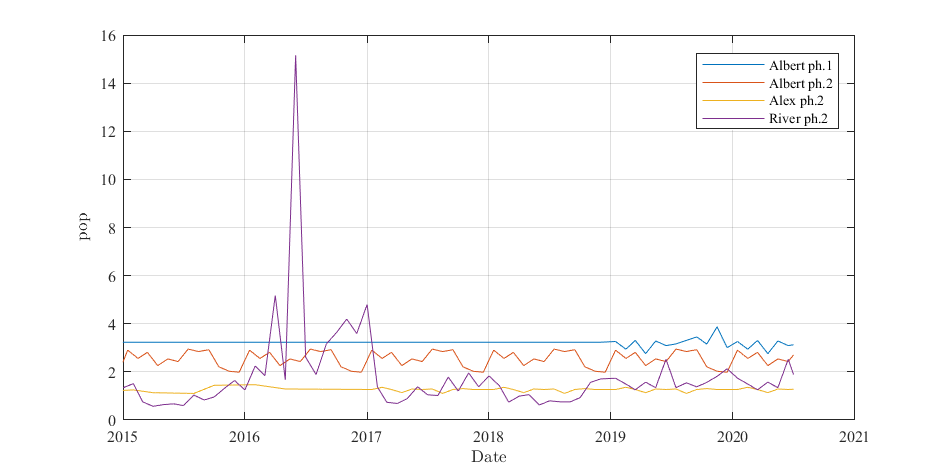 16
14
12
10
8
6
4
2
0
pop
2015 2016 2017 2018 2019 2020 2021
Date
Albert ph.1
Albert ph.2
Alex ph.2
River ph.2